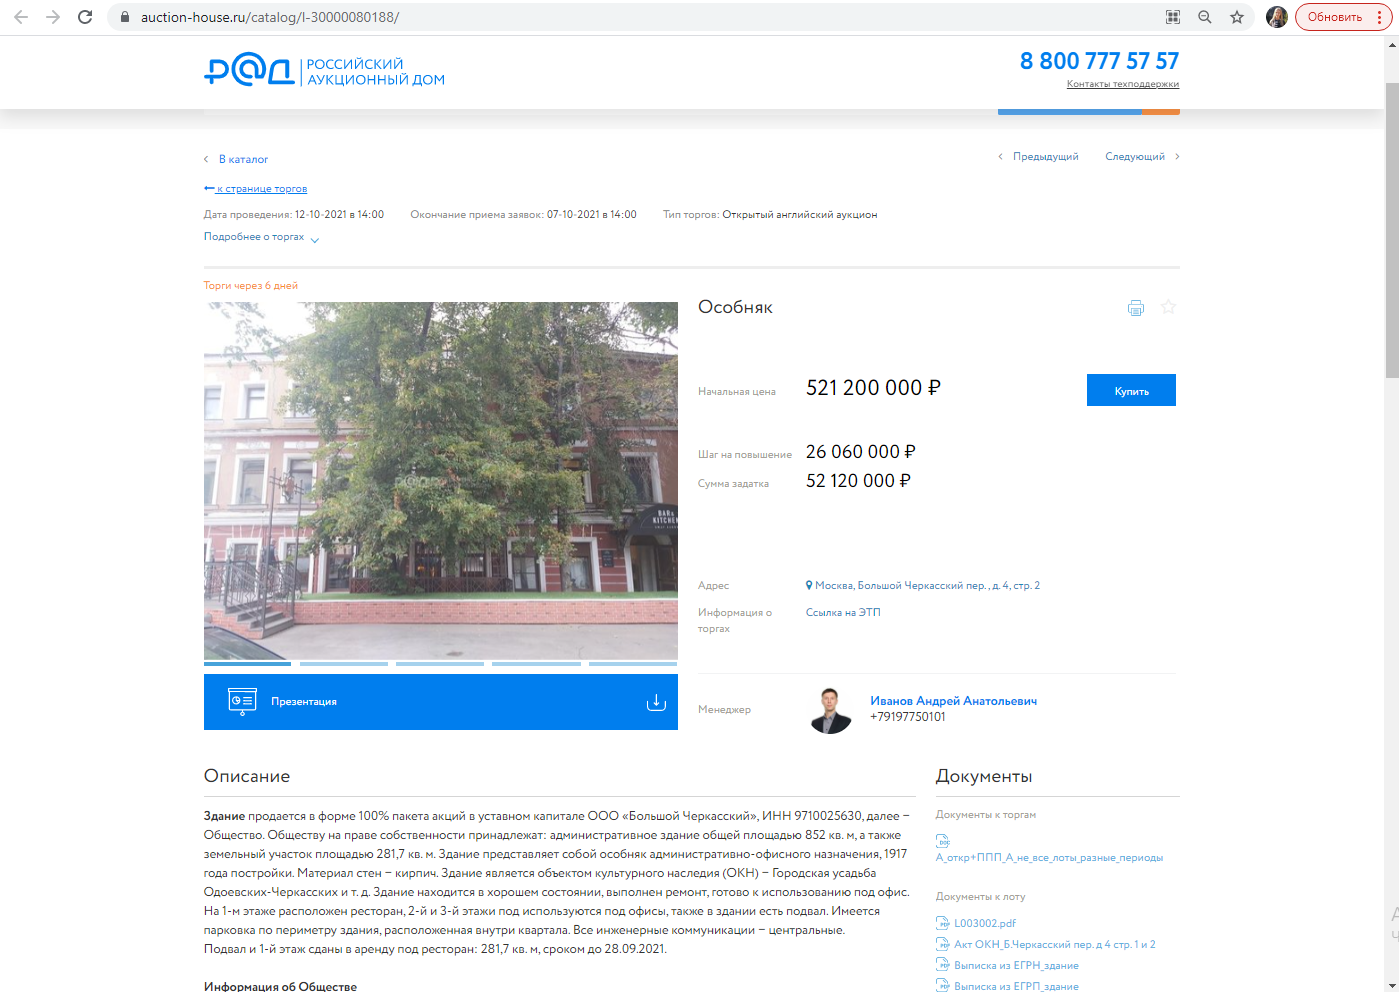 auction-house.ru/catalog/l-30000080188/
Обновить
РОССИЙСКИЙ
АУКЦИОННЫЙ ДОМ
8 800 777 57 57
Контакты техподдержки
В каталог
Предыдущий Следующий
к странице торгов
Дата проведения: 12-10-2021 в 14:00 Окончание приема заявок: 07-10-2021 в 14:00 Тип торгов: Открытый английский аукцион
Подробнее о торгах
Торги через 6 дней
Особняк
Начальная цена 521 200 000 ₽
Купить
Шаг на повышение 26 060 000 ₽
Сумма задатка 52 120 000 ₽
BAR&
KITCHEN
Адрес Москва, Большой Черкасский пер., д. 4, стр. 2
Информация о Ссылка на ЭТП
торгах
Презентация
Менеджер
Иванов Андрей Анатольевич
+79197750101
Описание
Здание продается в форме 100% пакета акций в уставном капитале ООО «Большой Черкасский», ИНН 9710025630, далее –
Общество. Обществу на праве собственности принадлежат: административное здание общей площадью 852 кв. м, а также
земельный участок площадью 281,7 кв. м. Здание представляет собой особняк административно-офисного назначения, 1917
года постройки. Материал стен – кирпич. Здание является объектом культурного наследия (ОКН) – Городская усадьба
Одоевских-Черкасских и т. д. Здание находится в хорошем состоянии, выполнен ремонт, готово к использованию под офис.
На 1-м этаже расположен ресторан, 2-й и 3-й этажи под используются под офисы, также в здании есть подвал. Имеется
парковка по периметру здания, расположенная внутри квартала. Все инженерные коммуникации – центральные.
Подвал и 1-й этаж сданы в аренду под ресторан: 281,7 кв. м, сроком до 28.09.2021.
Информация об Обществе
Документы
Документы к торгам
DOC
А_откр+ППП_А_не_все_лоты_разные_периоды
Документы к лоту
L003002.pdf
Акт ОКН_Б.Черкасский пер. д 4 стр. 1 и 2
Выписка из ЕГРН_здание
Выписка из ЕГРП_здание